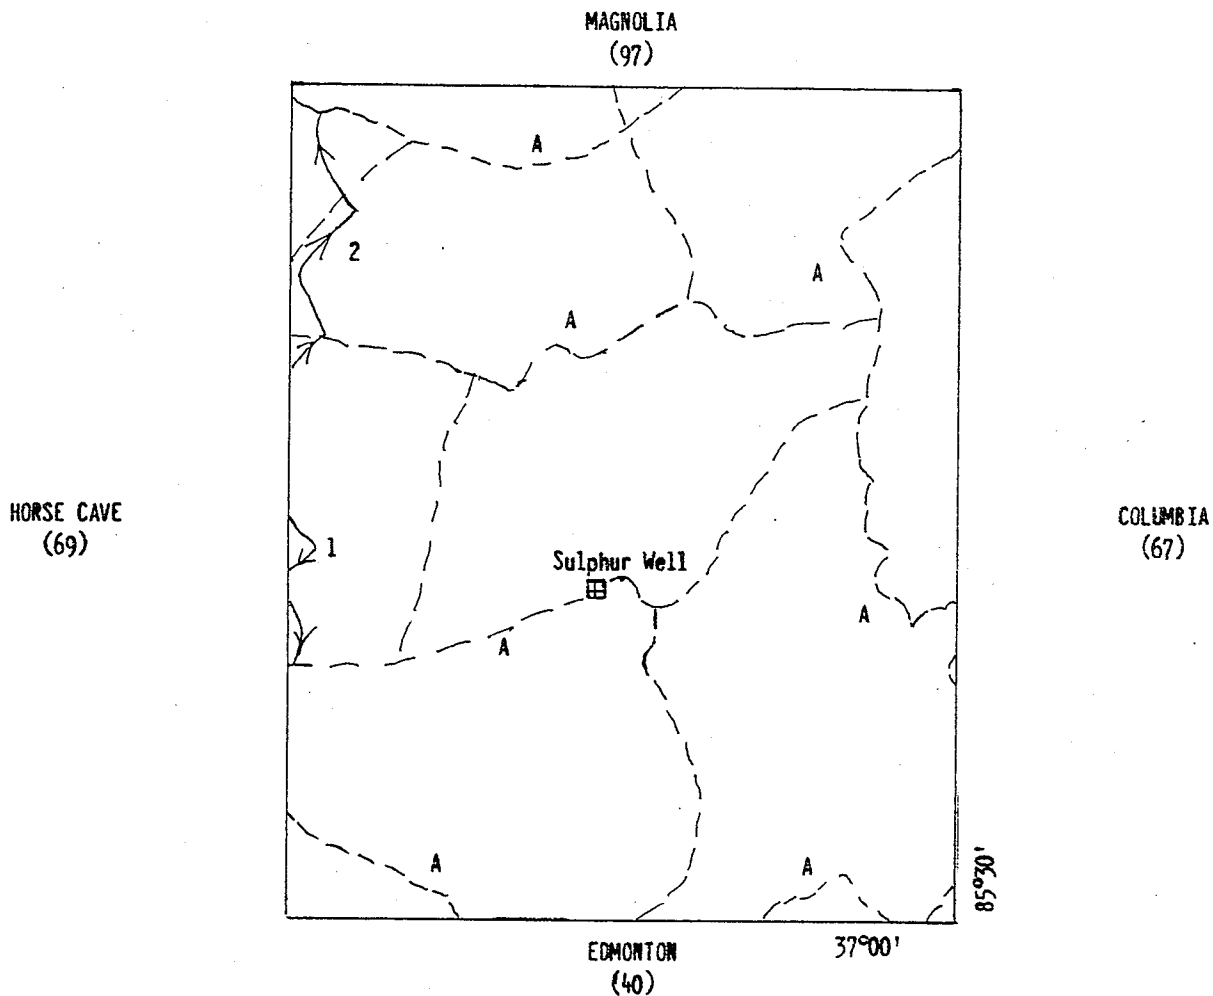 MAGNOLIA
(97)
A
2
A
A
HORSE CAVE
(69)
COLUMBIA
(67)
1
Sulphur Well
A
A
A
A
85°30'
37°00'
EDMONTON
(40)